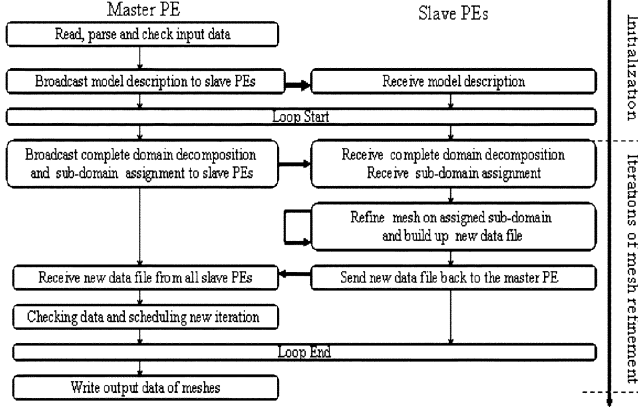 Master PE
Slave PEs
Read, parse and check input data
Broadcast model description to slave PEs
Receive model description
Loop Start
Broadcast complete domain decomposition
and sub-domain assignment to slave PEs
Receive complete domain decomposition
Receive sub-domain assignment
Refine mesh on assigned sub-domain
and build up new data file
Receive new data file from all slave PEs
Send new data file back to the master PE
Checking data and scheduling new iteration
Loop End
Write output data of meshes
Initialization
Iterations of mesh refinement